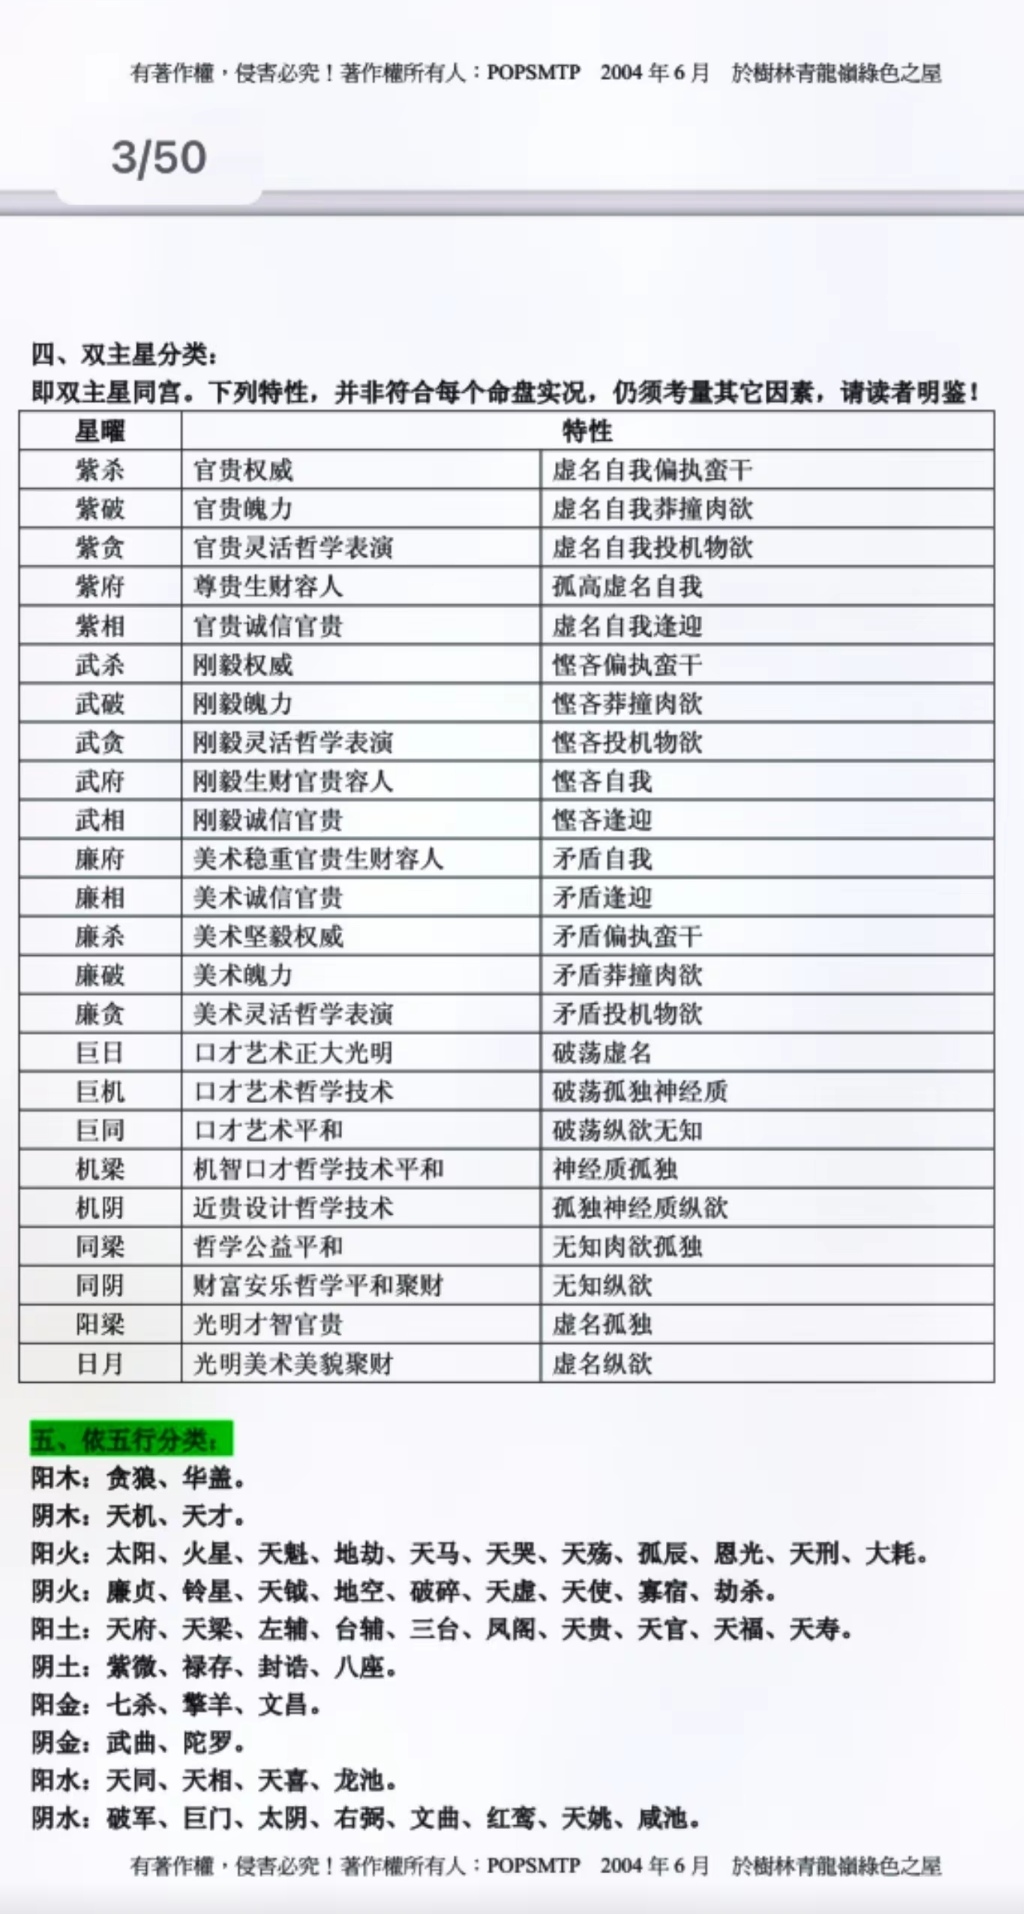 有著作權，侵害必究！著作權所有人：POPSMTP 2004 年 6 月 於樹林青龍嶺綠色之屋
3/50
四、双主星分类：
即双主星同宫。下列特性，并非符合每个命盘实况，仍须考量其它因素，请读者明鉴！
星曜 特性
紫杀 官贵权威 虚名自我偏执蛮干
紫破 官贵魄力 虚名自我莽撞肉欲
紫贪 官贵灵活哲学表演 虚名自我投机物欲
紫府 尊贵生财容人 孤高虚名自我
紫相 官贵诚信官贵 虚名自我逢迎
武杀 刚毅权威 悭吝偏执蛮干
武破 刚毅魄力 悭吝莽撞肉欲
武贪 刚毅灵活哲学表演 悭吝投机物欲
武府 刚毅生财官贵容人 悭吝自我
武相 刚毅诚信官贵 悭吝逢迎
廉府 美术稳重官贵生财容人 矛盾自我
廉相 美术诚信官贵 矛盾逢迎
廉杀 美术坚毅权威 矛盾偏执蛮干
廉破 美术魄力 矛盾莽撞肉欲
廉贪 美术灵活哲学表演 矛盾投机物欲
巨日 口才艺术正大光明 破荡虚名
巨机 口才艺术哲学技术 破荡孤独神经质
巨同 口才艺术平和 破荡纵欲无知
机梁 机智口才哲学技术平和 神经质孤独
机阴 近贵设计哲学技术 孤独神经质纵欲
同梁 哲学公益平和 无知肉欲孤独
同阴 财富安乐哲学平和聚财 无知纵欲
阳梁 光明才智官贵 虚名孤独
日月 光明美术美貌聚财 虚名纵欲
五、依五行分类：
阳木：贪狼、华盖。
阴木：天机、天才。
阳火：太阳、火星、天魁、地劫、天马、天哭、天殇、孤辰、恩光、天刑、大耗。
阴火：廉贞、铃星、天钺、地空、破碎、天虚、天使、寡宿、劫杀。
阳土：天府、天梁、左辅、台辅、三台、凤阁、天贵、天官、天福、天寿。
阴土：紫微、禄存、封诰、八座。
阳金：七杀、擎羊、文昌。
阴金：武曲、陀罗。
阳水：天同、天相、天喜、龙池。
阴水：破军、巨门、太阴、右弼、文曲、红鸾、天姚、咸池。
有著作權，侵害必究！著作權所有人：POPSMTP 2004 年 6 月 於樹林青龍嶺綠色之屋